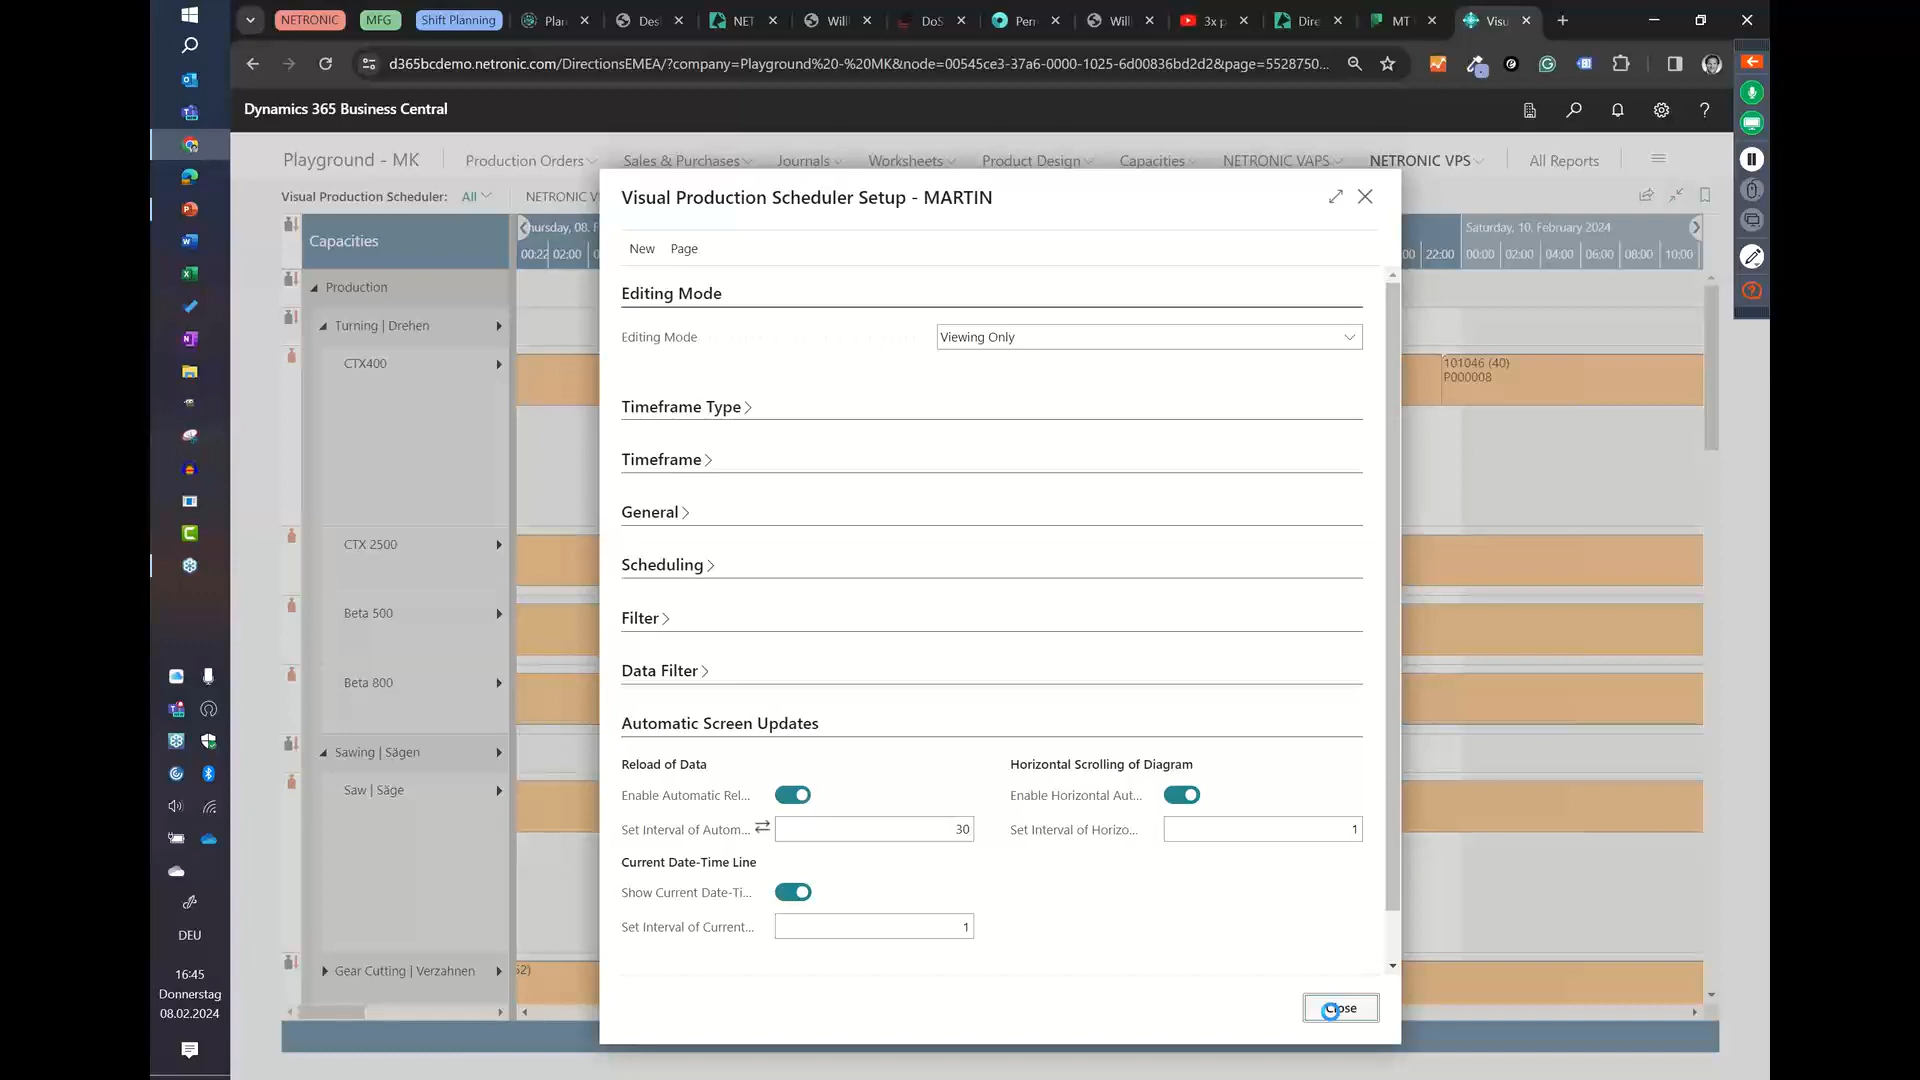 NETRONIC
MFG
Shift Planning
Plan
Des
NET
Will
DoS
Perr
Will
3x p
Dire
MT
Visu
d365bcdemo.netronic.com/DirectionsEMEA/?company=Playground%20-%20MK&node=00545ce3-37a6-0000-1025-6d00836bd2d2&page=5528750...
Dynamics 365 Business Central
Playground - MK
Production Orders
Sales & Purchases
Journals
Worksheets
Product Design
Capacities
NETRONIC VAPS
NETRONIC VPS
All Reports
Visual Production Scheduler:
All
NETRONIC V
Capacities
hursday, 08. F
00:22
02:00
0
00
22:00
Saturday, 10. February 2024
00:00
02:00
04:00
06:00
08:00
10:00
Production
Turning | Drehen
CTX400
101046 (40)
P000008
CTX 2500
Beta 500
Beta 800
Sawing | Sägen
Saw | Säge
Gear Cutting | Verzahnen
52)
Visual Production Scheduler Setup - MARTIN
New
Page
Editing Mode
Editing Mode
Viewing Only
Timeframe Type
Timeframe
General
Scheduling
Filter
Data Filter
Automatic Screen Updates
Reload of Data
Horizontal Scrolling of Diagram
Enable Automatic Rel...
Enable Horizontal Aut...
Set Interval of Autom...
30
Set Interval of Horizo...
1
Current Date-Time Line
Show Current Date-Ti...
Set Interval of Current...
1
Close
DEU
16:45
Donnerstag
08.02.2024